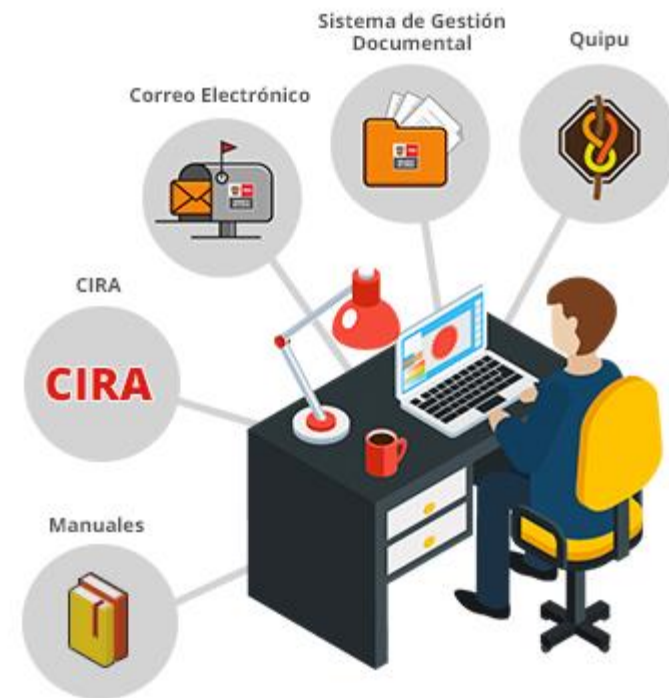 Sistema de Gestión
Documental
Quipu
Correo Electrónico
CIRA
CIRA
Manuales